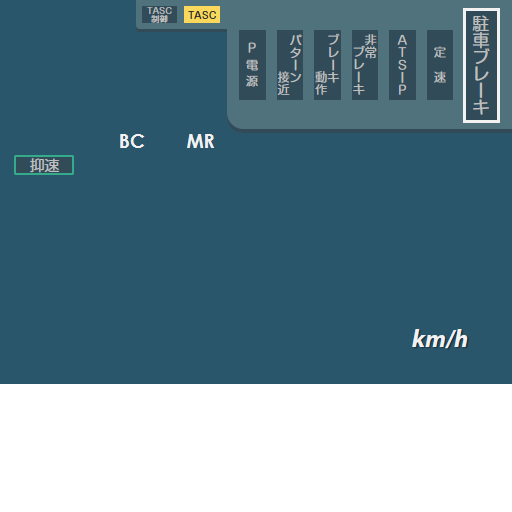 TASC
制御
TASC
P電源
パターン
接近
ブレーキ
動作
非常
ブレーキ
ATS-P
定速
駐車ブレーキ
BC
MR
抑速
km/h